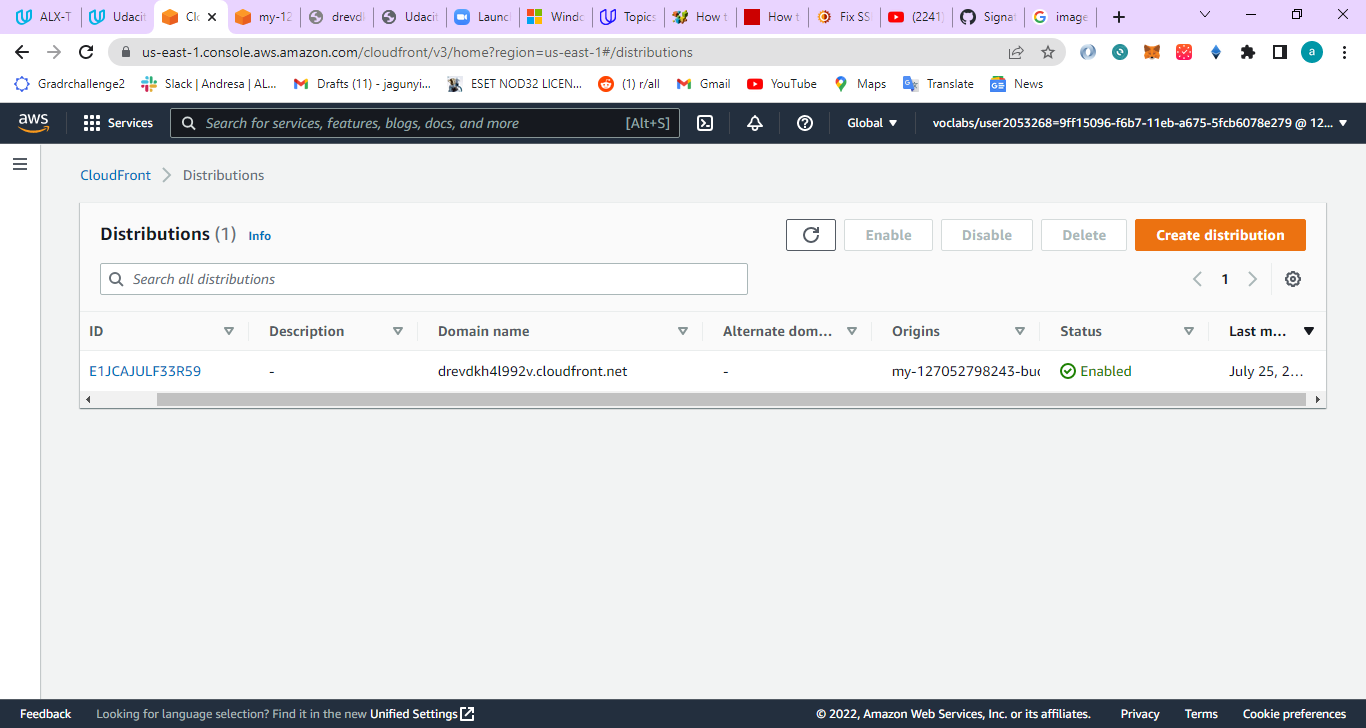 ALX-T Udacit Clo my-12 drevdl Udacit Launc Windo Topics How t How t Fix SS (2241) Signat image
us-east-1.console.aws.amazon.com/cloudfront/v3/home?region=us-east-1#/distributions
a
Gradrchallenge2 Slack | Andresa | AL... Drafts (11) - jagunyi... ESET NOD32 LICEN... (1) r/all Gmail YouTube Maps Translate News
aws Services Search for services, features, blogs, docs, and more [Alt+S] Global voclabs/user2053268=9ff15096-f6b7-11eb-a675-5fcb6078e279 @ 12...
CloudFront Distributions
Distributions (1) Info Enable Disable Delete Create distribution
Search all distributions 1
ID Description Domain name Alternate dom... Origins Status Last m...
E1JCAJULF33R59 - drevdkh4l992v.cloudfront.net - my-127052798243-buc Enabled July 25, 2...
Feedback Looking for language selection? Find it in the new Unified Settings © 2022, Amazon Web Services, Inc. or its affiliates. Privacy Terms Cookie preferences